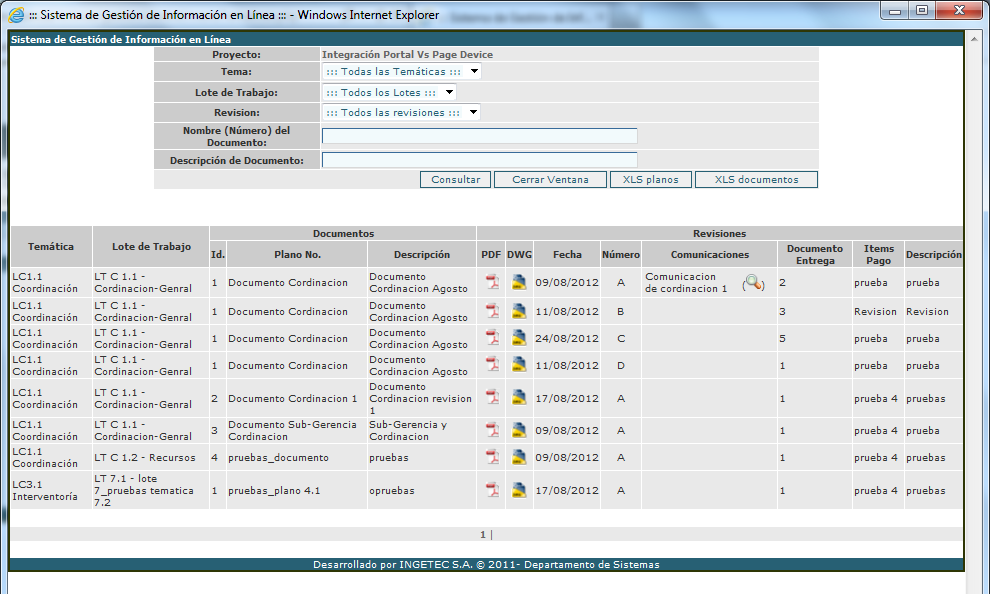 ::: Sistema de Gestión de Información en Línea ::: - Windows Internet Explorer
Sistema de Gestión de Información en Línea
Proyecto: Integración Portal Vs Page Device
Tema: ::: Todas las Temáticas :::
Lote de Trabajo: ::: Todos los Lotes :::
Revision: ::: Todos las revisiones :::
Nombre (Número) del
Documento:
Descripción de Documento:
Consultar Cerrar Ventana XLS planos XLS documentos
Temática Lote de Trabajo Documentos Revisiones
Id. Plano No. Descripción PDF DWG Fecha Número Comunicaciones Documento Entrega Items Pago Descripción
LC1.1 Coordinación LT C 1.1 - Cordinacion-Genral 1 Documento Cordinacion Documento Cordinacion Agosto 09/08/2012 A Comunicacion de cordinacion 1 2 prueba prueba
LC1.1 Coordinación LT C 1.1 - Cordinacion-Genral 1 Documento Cordinacion Documento Cordinacion Agosto 11/08/2012 B 3 Revision Revision
LC1.1 Coordinación LT C 1.1 - Cordinacion-Genral 1 Documento Cordinacion Documento Cordinacion Agosto 24/08/2012 C 5 prueba prueba
LC1.1 Coordinación LT C 1.1 - Cordinacion-Genral 1 Documento Cordinacion Documento Cordinacion Agosto 11/08/2012 D 1 prueba prueba
LC1.1 Coordinación LT C 1.1 - Cordinacion-Genral 2 Documento Cordinacion 1 Documento Cordinacion revision 1 17/08/2012 A 1 prueba 4 pruebas
LC1.1 Coordinación LT C 1.1 - Cordinacion-Genral 3 Documento Sub-Gerencia Cordinacion Sub-Gerencia y Cordinacion 09/08/2012 A 1 prueba 4 prueba
LC1.1 Coordinación LT C 1.2 - Recursos 4 pruebas_documento pruebas 09/08/2012 A 1 prueba 4 pruebas
LC3.1 Interventoría LT 7.1 - lote 7_pruebas tematica 7.2 1 pruebas_plano 4.1 opruebas 17/08/2012 A 1 prueba 4 pruebas
1 |
Desarrollado por INGETEC S.A. © 2011- Departamento de Sistemas